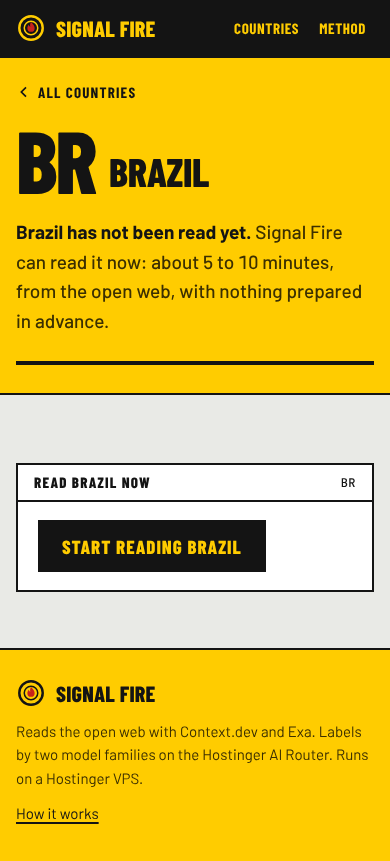 SIGNAL FIRE
COUNTRIES METHOD
ALL COUNTRIES
BR BRAZIL
Brazil has not been read yet. Signal Fire
can read it now: about 5 to 10 minutes,
from the open web, with nothing prepared
in advance.
READ BRAZIL NOW
BR
START READING BRAZIL
SIGNAL FIRE
Reads the open web with Context.dev and Exa. Labels
by two model families on the Hostinger AI Router. Runs
on a Hostinger VPS.
How it works